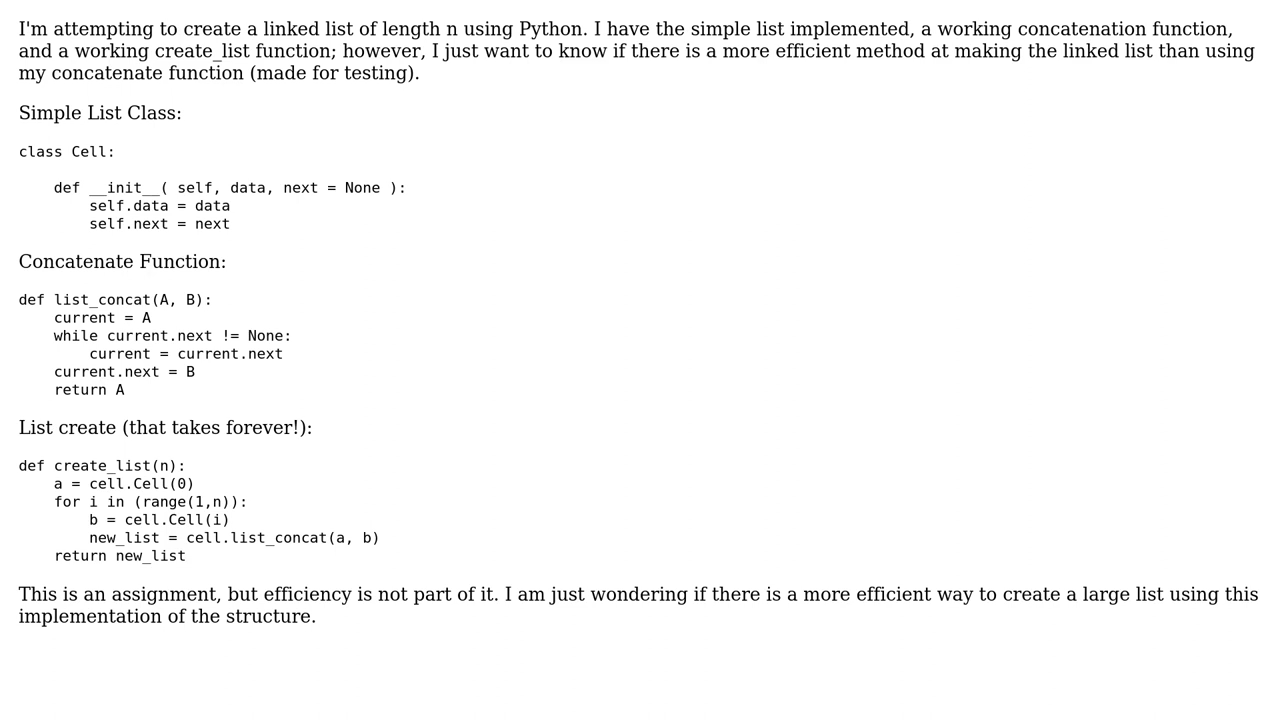 I'm attempting to create a linked list of length n using Python. I have the simple list implemented, a working concatenation function,
and a working create_list function; however, I just want to know if there is a more efficient method at making the linked list than using
my concatenate function (made for testing).
Simple List Class:
class Cell:
    def __init__( self, data, next = None ):
        self.data = data
        self.next = next
Concatenate Function:
def list_concat(A, B):
    current = A
    while current.next != None:
        current = current.next
    current.next = B
    return A
List create (that takes forever!):
def create_list(n):
    a = cell.Cell(0)
    for i in (range(1,n)):
        b = cell.Cell(i)
        new_list = cell.list_concat(a, b)
    return new_list
This is an assignment, but efficiency is not part of it. I am just wondering if there is a more efficient way to create a large list using this
implementation of the structure.